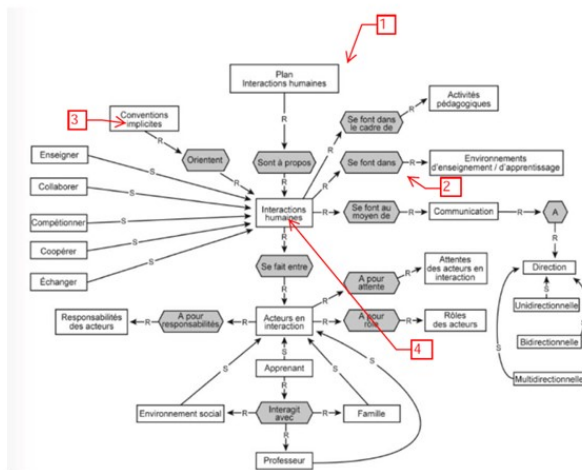 1
Plan
Interactions humaines
R
Activités
pédagogiques
R
Se font dans
le cadre de
3
Conventions
implicites
R
R
Orientent
R
Sont à propos
R
R
Se font dans
R
Environnements
d'enseignement / d'apprentissage
2
Enseigner
S
Collaborer
S
Compétionner
S
Coopérer
S
Échanger
S
Interactions
humaines
R
Se font au
moyen de
R
Communication
R
A
R
Direction
R
Se fait entre
R
A pour
attente
R
Attentes
des acteurs en
interaction
R
S
Unidirectionnelle
Bidirectionnelle
S
Multidirectionnelle
Responsabilités
des acteurs
R
A pour
responsabilités
R
Acteurs en
interaction
R
A pour
rôle
R
Rôles
des acteurs
4
S
S
S
S
Apprenant
R
Environnement social
R
Interagit
avec
R
Famille
R
Professeur